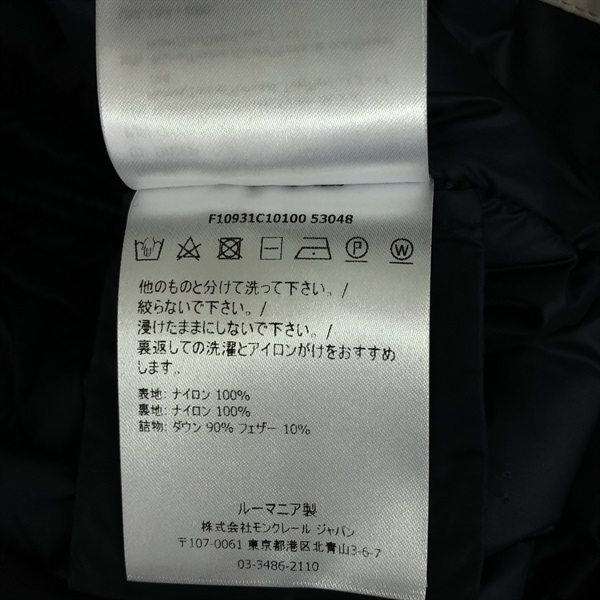 F10931C10100 53048
他のものと分けて洗って下さい。/
絞らないで下さい。/
浸けたままにしないで下さい。/
裏返しての洗濯とアイロンがけをおすすめ
します。
表地: ナイロン 100%
裏地: ナイロン 100%
詰物: ダウン 90% フェザー 10%
ルーマニア製
株式会社モンクレール ジャパン
〒107-0061 東京都港区北青山3-6-7
03-3486-2110